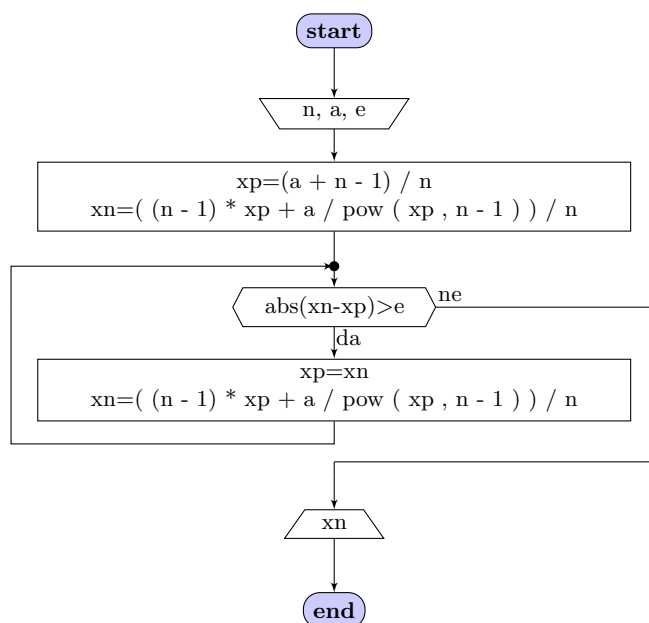 start
n, a, e
xp=(a + n - 1) / n
xn=( (n - 1) * xp + a / pow ( xp , n - 1 ) ) / n
abs(xn-xp)>e
ne
da
xp=xn
xn=( (n - 1) * xp + a / pow ( xp , n - 1 ) ) / n
xn
end